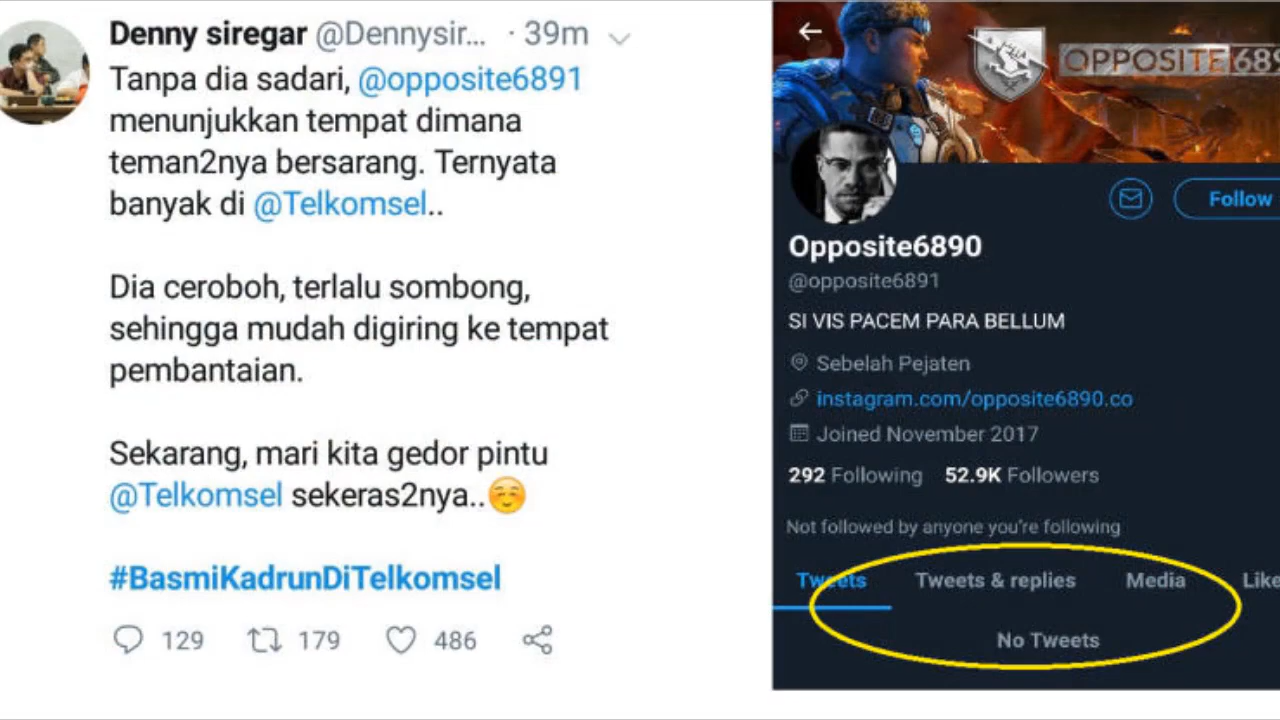 Denny siregar @Dennysir... · 39m
Tanpa dia sadari, @opposite6891
menunjukkan tempat dimana
teman2nya bersarang. Ternyata
banyak di @Telkomsel..
Dia ceroboh, terlalu sombong,
sehingga mudah digiring ke tempat
pembantaian.
Sekarang, mari kita gedor pintu
@Telkomsel sekeras2nya..☺️
#BasmiKadrunDiTelkomsel
129 179 486
OPPOSITE 689
Follow
Opposite6890
@opposite6891
SI VIS PACEM PARA BELLUM
Sebelah Pejaten
instagram.com/opposite6890.co
Joined November 2017
292 Following 52.9K Followers
Not followed by anyone you're following
Tweets Tweets & replies Media Like
No Tweets